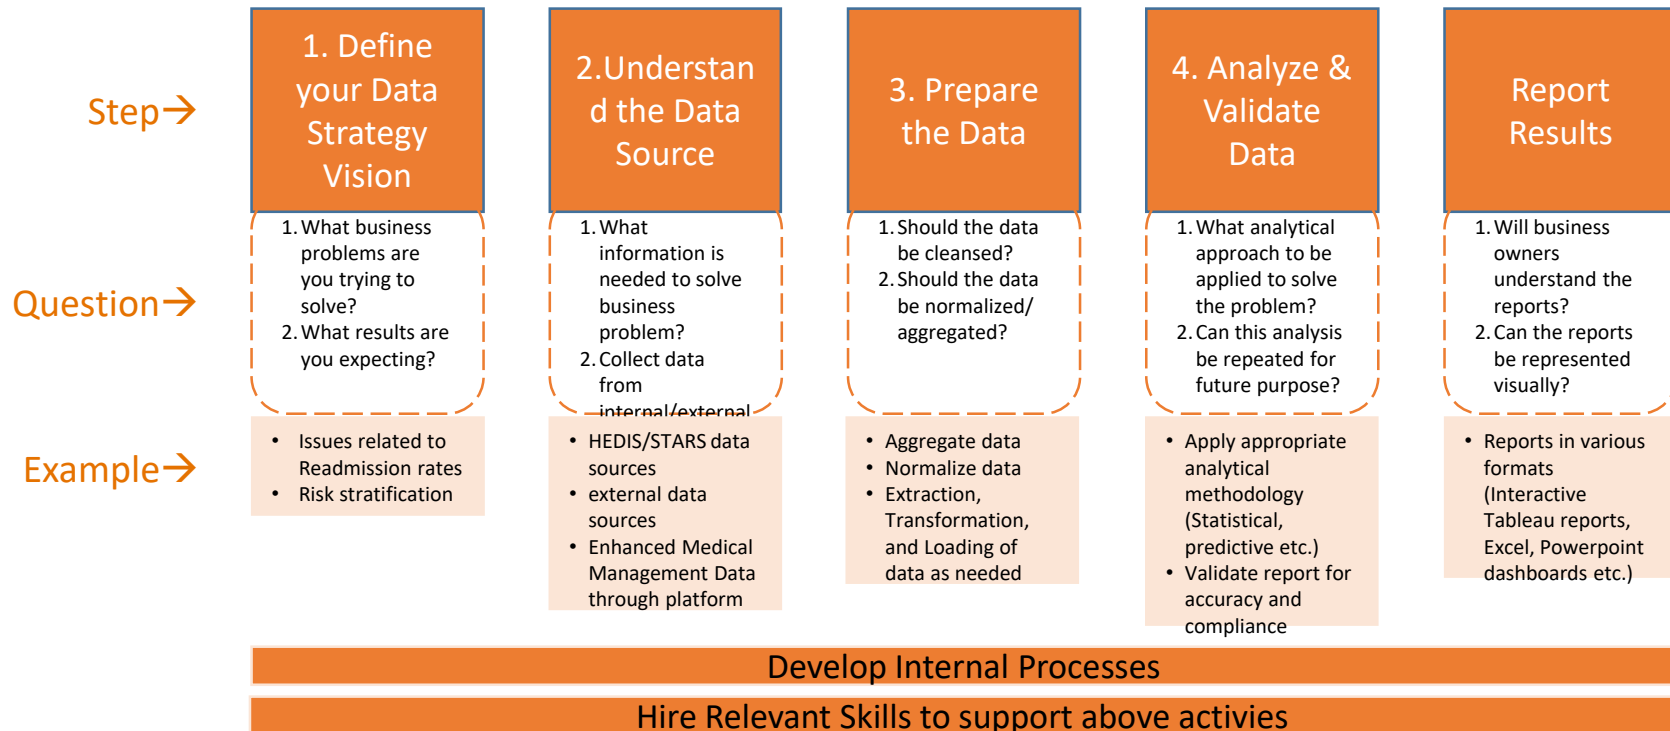 Step→
1. Define
your Data
Strategy
Vision
2.Understan
d the Data
Source
3. Prepare
the Data
4. Analyze &
Validate
Data
Report
Results
Question→
1. What business
problems are
you trying to
solve?
2. What results are
you expecting?
1. What
information is
needed to solve
business
problem?
2. Collect data
from
internal/external
1. Should the data
be cleansed?
2. Should the data
be normalized/
aggregated?
1. What analytical
approach to be
applied to solve
the problem?
2. Can this analysis
be repeated for
future purpose?
1. Will business
owners
understand the
reports?
2. Can the reports
be represented
visually?
Example→
• Issues related to
Readmission rates
• Risk stratification
• HEDIS/STARS data
sources
• external data
sources
• Enhanced Medical
Management Data
through platform
• Aggregate data
• Normalize data
• Extraction,
Transformation,
and Loading of
data as needed
• Apply appropriate
analytical
methodology
(Statistical,
predictive etc.)
• Validate report for
accuracy and
compliance
• Reports in various
formats
(Interactive
Tableau reports,
Excel, Powerpoint
dashboards etc.)
Develop Internal Processes
Hire Relevant Skills to support above activies